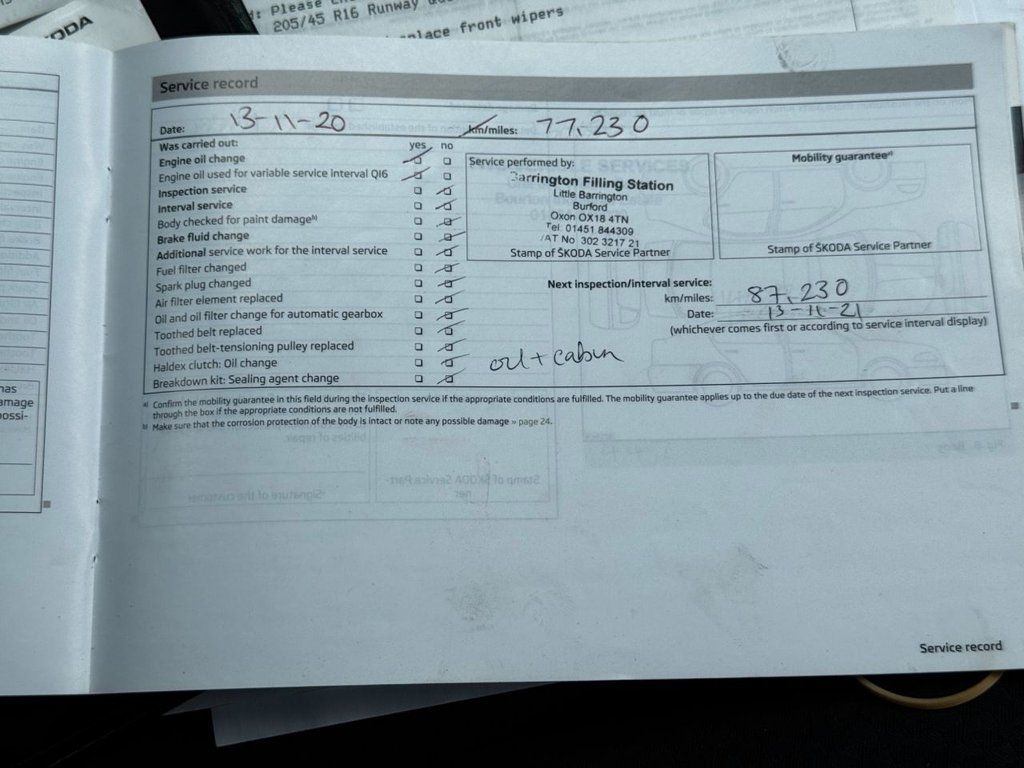 ODA
d: Please
205/45 R16 Runway
place front wipers
Service record
Date: 13-11-20 km/miles: 77,230
Was carried out: yes no
Engine oil change
Engine oil used for variable service interval QI6
Inspection service
Interval service
Body checked for paint damage b)
Brake fluid change
Additional service work for the interval service
Fuel filter changed
Spark plug changed
Air filter element replaced
Oil and oil filter change for automatic gearbox
Toothed belt replaced
Toothed belt-tensioning pulley replaced
Haldex clutch: Oil change
Breakdown kit: Sealing agent change
Service performed by:
Barrington Filling Station
Little Barrington
Burford
Oxon OX18 4TN
Tel 01451 844309
VAT No 302 3217 21
Stamp of ŠKODA Service Partner
Mobility guarantee a)
Stamp of ŠKODA Service Partner
Next inspection/interval service:
km/miles: 87,230
Date: 13-11-21
(whichever comes first or according to service interval display)
oil + cabin
a) Confirm the mobility guarantee in this field during the inspection service if the appropriate conditions are fulfilled. The mobility guarantee applies up to the due date of the next inspection service. Put a line
through the box if the appropriate conditions are not fulfilled.
b) Make sure that the corrosion protection of the body is intact or note any possible damage » page 24.
has
amage
possi-
Service record